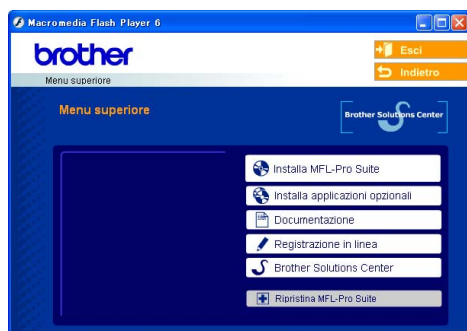 Macromedia Flash Player 6
brother
Esci
Indietro
Menu superiore
Menu superiore
Brother Solutions Center
Installa MFL-Pro Suite
Installa applicazioni opzionali
Documentazione
Registrazione in linea
Brother Solutions Center
Ripristina MFL-Pro Suite